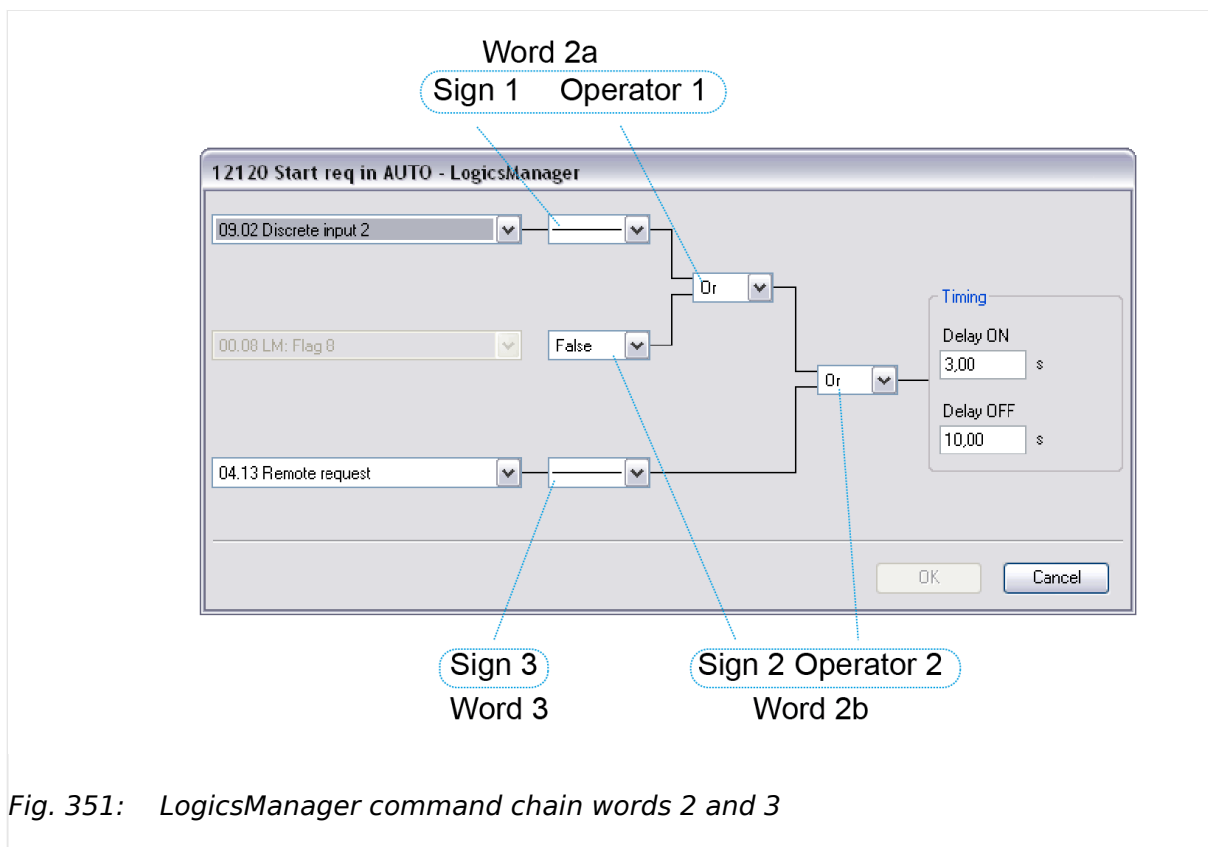 Word 2a
Sign 1 Operator 1
12120 Start req in AUTO - LogicsManager
09.02 Discrete input 2
Or
Timing
Delay ON
3,00 s
00.08 LM: Flag 8
False
Or
Delay OFF
10,00 s
04.13 Remote request
OK Cancel
Sign 3 Sign 2 Operator 2
Word 3 Word 2b
Fig. 351: LogicsManager command chain words 2 and 3